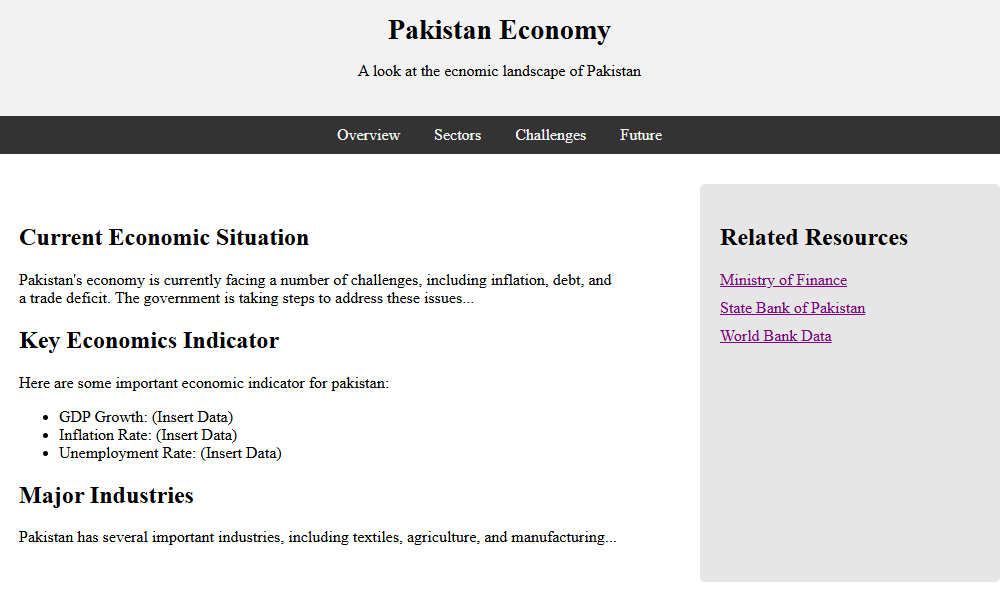 Pakistan Economy
A look at the ecnomic landscape of Pakistan
Overview Sectors Challenges Future
Current Economic Situation
Pakistan's economy is currently facing a number of challenges, including inflation, debt, and
a trade deficit. The government is taking steps to address these issues...
Key Economics Indicator
Here are some important economic indicator for pakistan:
• GDP Growth: (Insert Data)
• Inflation Rate: (Insert Data)
• Unemployment Rate: (Insert Data)
Major Industries
Pakistan has several important industries, including textiles, agriculture, and manufacturing...
Related Resources
Ministry of Finance
State Bank of Pakistan
World Bank Data